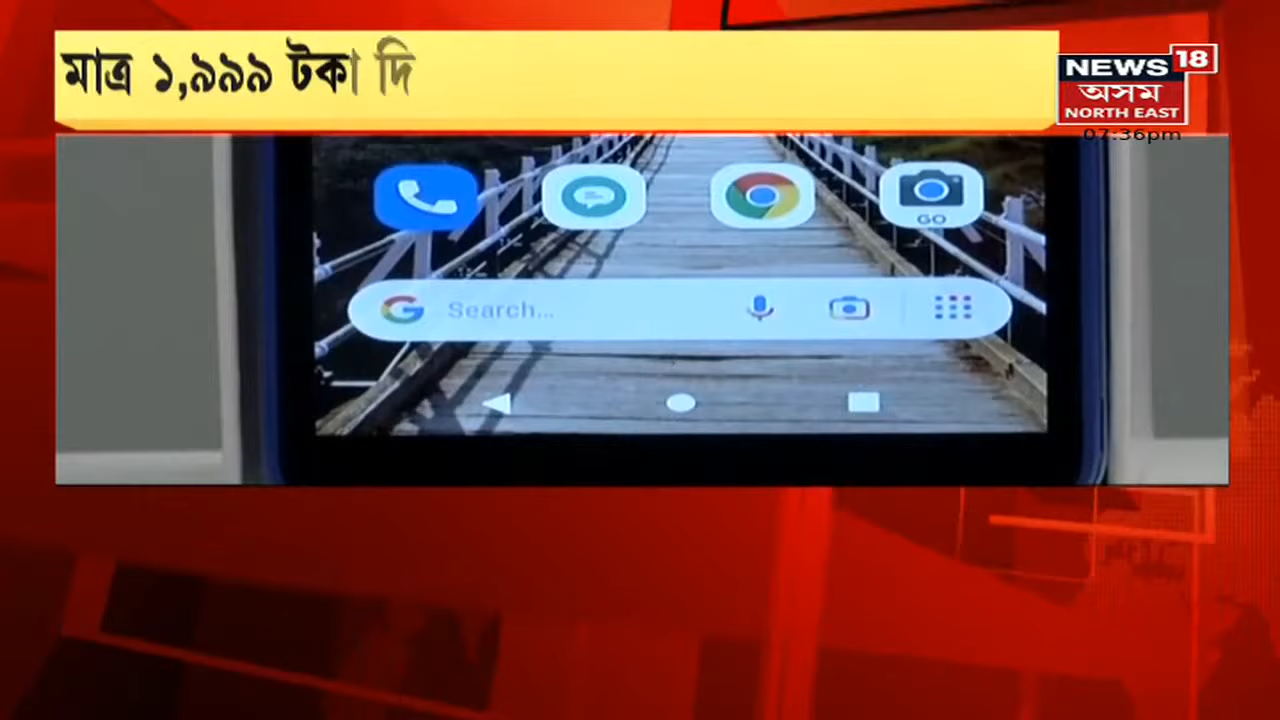 মাত্ৰ ১,৯৯৯ টকা দি
NEWS 18
অসম
NORTH EAST
07:36pm
GO
Search...